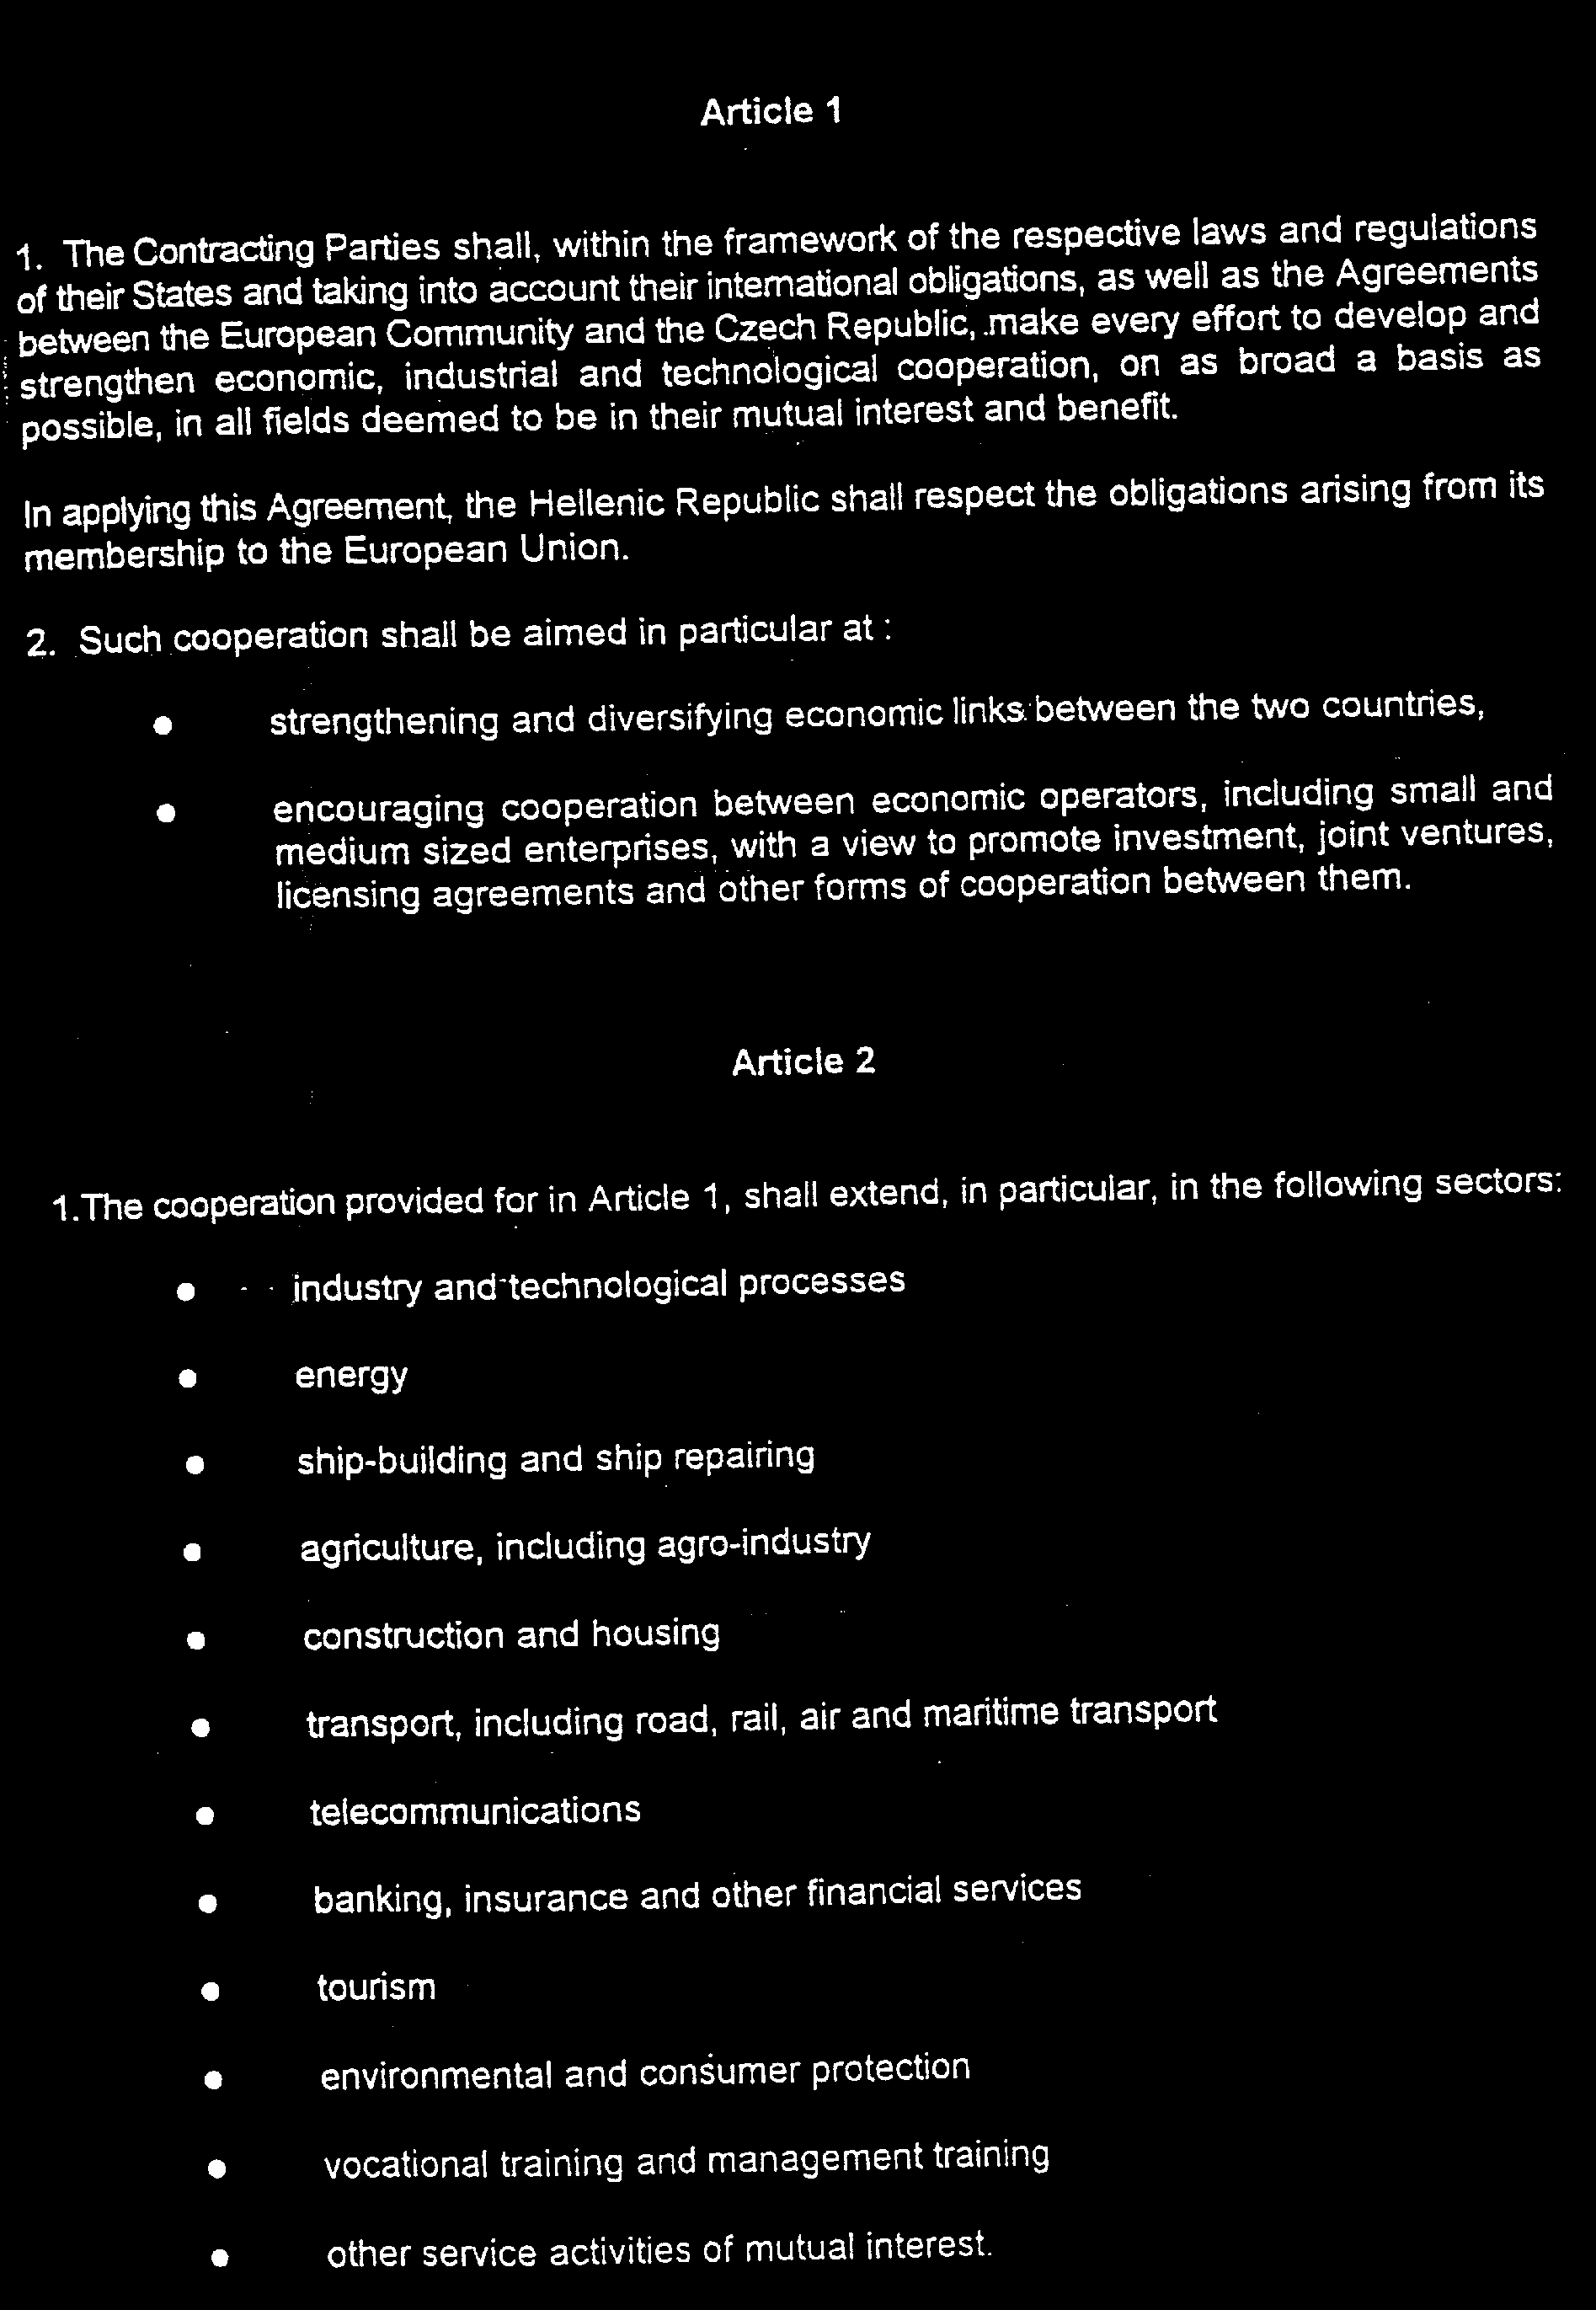 Article 1
1. The Contracting Parties shall, within the framework of the respective laws and regulations
of their States and taking into account their international obligations, as well as the Agreements
between the European Community and the Czech Republic, make every effort to develop and
strengthen economic, industrial and technological cooperation, on as broad a basis as
possible, in all fields deemed to be in their mutual interest and benefit.
In applying this Agreement, the Hellenic Republic shall respect the obligations arising from its
membership to the European Union.
2. Such cooperation shall be aimed in particular at :
● strengthening and diversifying economic links between the two countries,
● encouraging cooperation between economic operators, including small and
medium sized enterprises, with a view to promote investment, joint ventures,
licensing agreements and other forms of cooperation between them.
Article 2
1.The cooperation provided for in Article 1, shall extend, in particular, in the following sectors:
● industry and technological processes
● energy
● ship-building and ship repairing
● agriculture, including agro-industry
● construction and housing
● transport, including road, rail, air and maritime transport
● telecommunications
● banking, insurance and other financial services
● tourism
● environmental and consumer protection
● vocational training and management training
● other service activities of mutual interest.